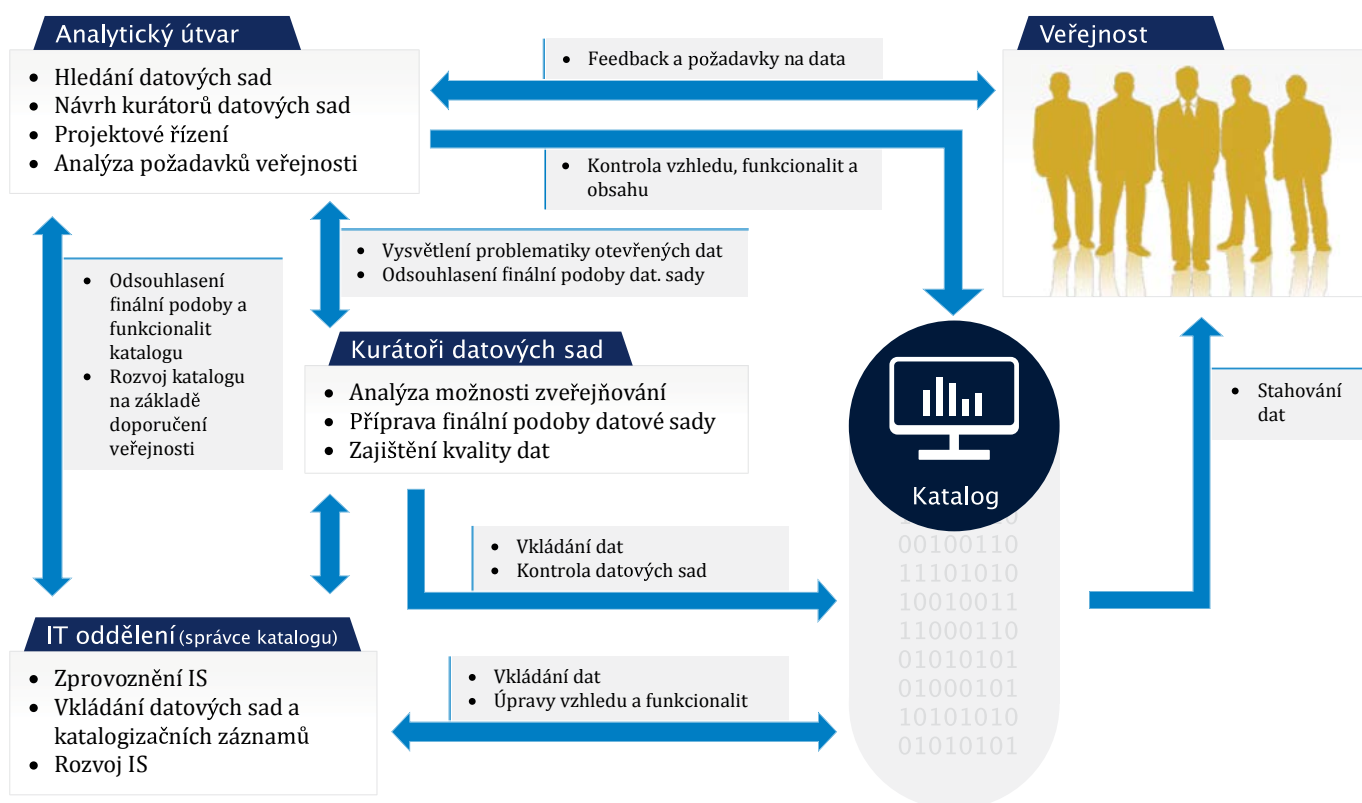 Analytický útvar
• Hledání datových sad
• Návrh kurátorů datových sad
• Projektové řízení
• Analýza požadavků veřejnosti
• Feedback a požadavky na data
Veřejnost
• Kontrola vzhledu, funkcionalit a
obsahu
• Vysvětlení problematiky otevřených dat
• Odsouhlasení finální podoby dat. sady
• Odsouhlasení
finální podoby a
funkcionalit
katalogu
• Rozvoj katalogu
na základě
doporučení
veřejnosti
Kurátoři datových sad
• Analýza možnosti zveřejňování
• Příprava finální podoby datové sady
• Zajištění kvality dat
• Stahování
dat
Katalog
00100110
11101010
10010011
11000110
01010101
01000101
10101010
01010101
• Vkládání dat
• Kontrola datových sad
IT oddělení (správce katalogu)
• Zprovoznění IS
• Vkládání datových sad a
katalogizačních záznamů
• Rozvoj IS
• Vkládání dat
• Úpravy vzhledu a funkcionalit